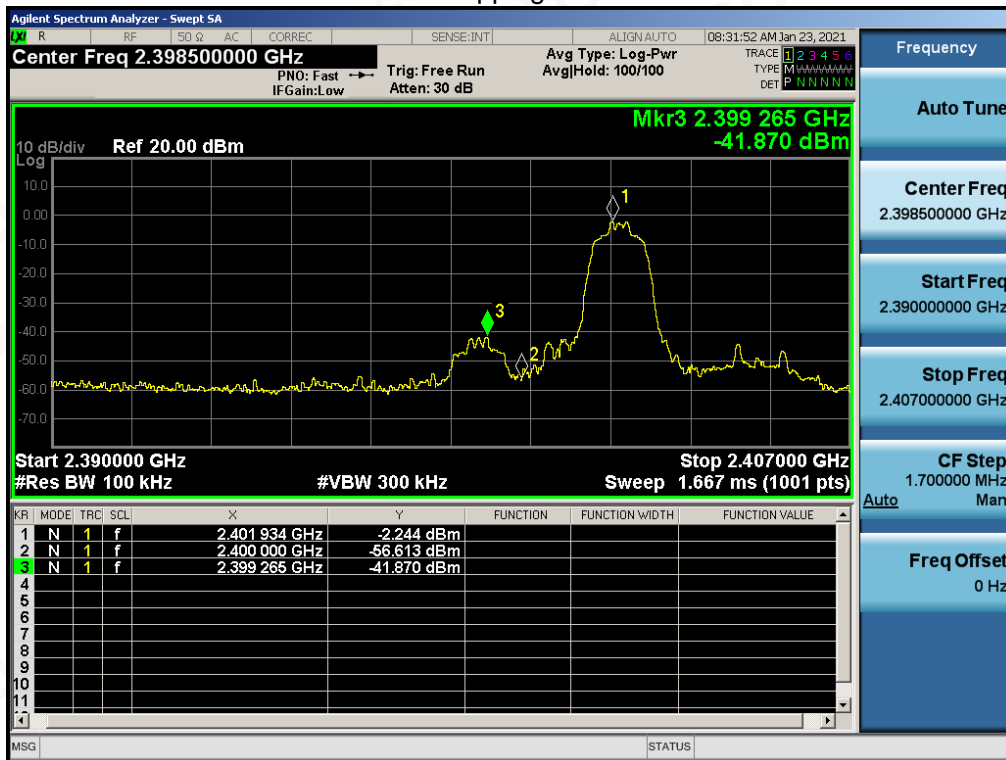 pping
Agilent Spectrum Analyzer - Swept SA
LXI R RF 50 Ω AC CORREC SENSE:INT ALIGN AUTO 08:31:52 AM Jan 23, 2021
Center Freq 2.398500000 GHz
PNO: Fast
IFGain:Low
Trig: Free Run
Atten: 30 dB
Avg Type: Log-Pwr
Avg|Hold: 100/100
TRACE 1 2 3 4 5 6
TYPE M WWWWW
DET P N N N N N
Mkr3 2.399 265 GHz
-41.870 dBm
10 dB/div Ref 20.00 dBm
Log
10.0
0.00
-10.0
-20.0
-30.0
-40.0
-50.0
-60.0
-70.0
1
3
2
Start 2.390000 GHz Stop 2.407000 GHz
#Res BW 100 kHz #VBW 300 kHz Sweep 1.667 ms (1001 pts)
KR MODE TRC SCL X Y FUNCTION FUNCTION WIDTH FUNCTION VALUE
1 N 1 f 2.401 934 GHz -2.244 dBm
2 N 1 f 2.400 000 GHz -56.613 dBm
3 N 1 f 2.399 265 GHz -41.870 dBm
4
5
6
7
8
9
10
11
MSG STATUS
Frequency
Auto Tune
Center Freq
2.398500000 GHz
Start Freq
2.390000000 GHz
Stop Freq
2.407000000 GHz
CF Step
1.700000 MHz
Auto Man
Freq Offset
0 Hz